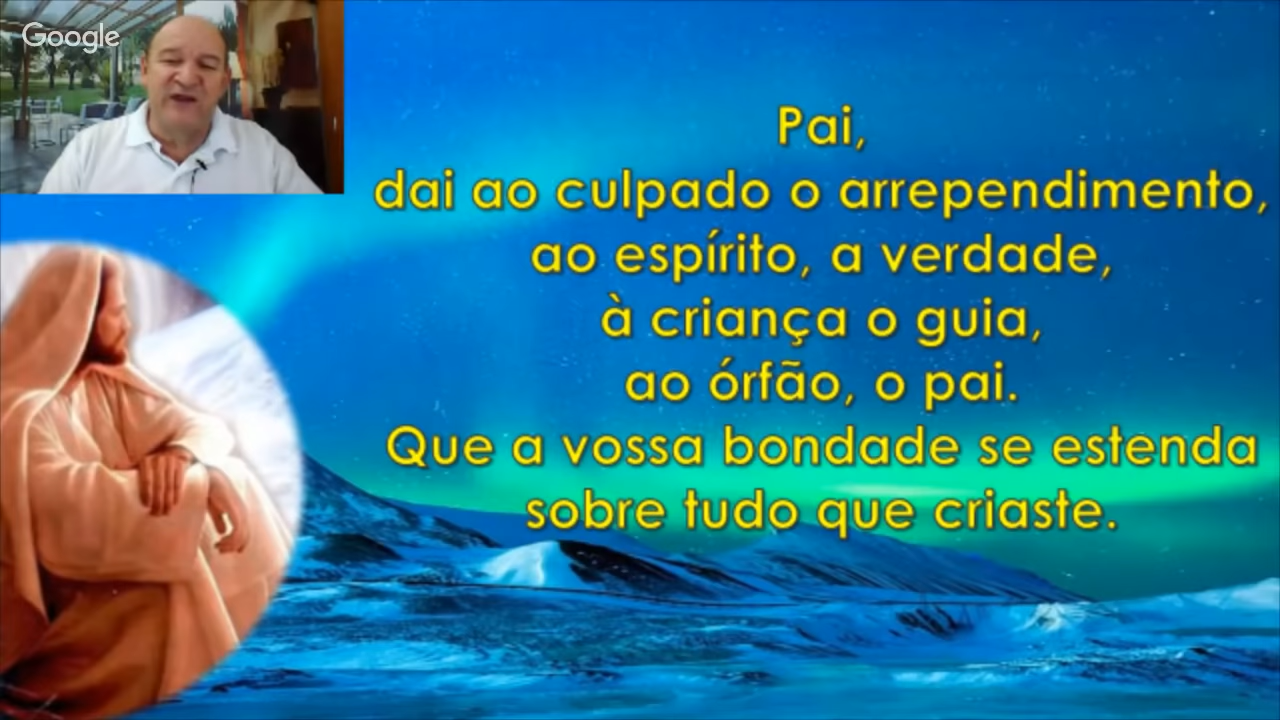 Google
Pai,
dai ao culpado o arrependimento,
ao espírito, a verdade,
à criança o guia,
ao órfão, o pai.
Que a vossa bondade se estenda
sobre tudo que criaste.